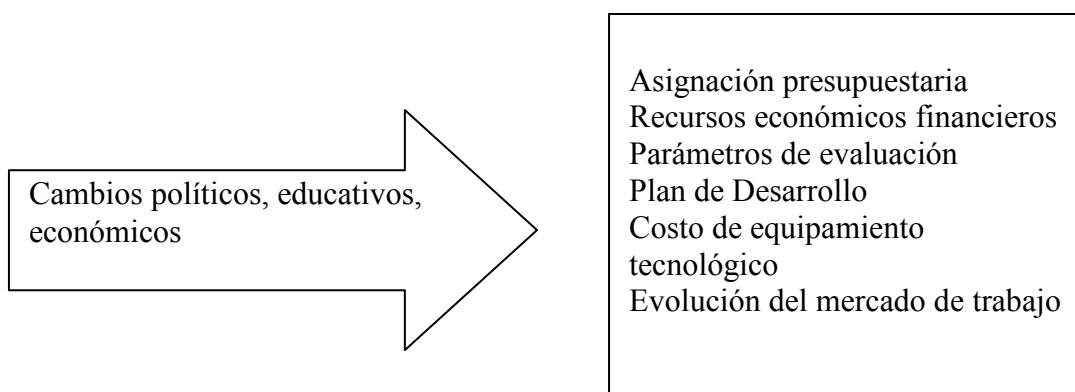 Cambios políticos, educativos,
económicos
Asignación presupuestaria
Recursos económicos financieros
Parámetros de evaluación
Plan de Desarrollo
Costo de equipamiento
tecnológico
Evolución del mercado de trabajo